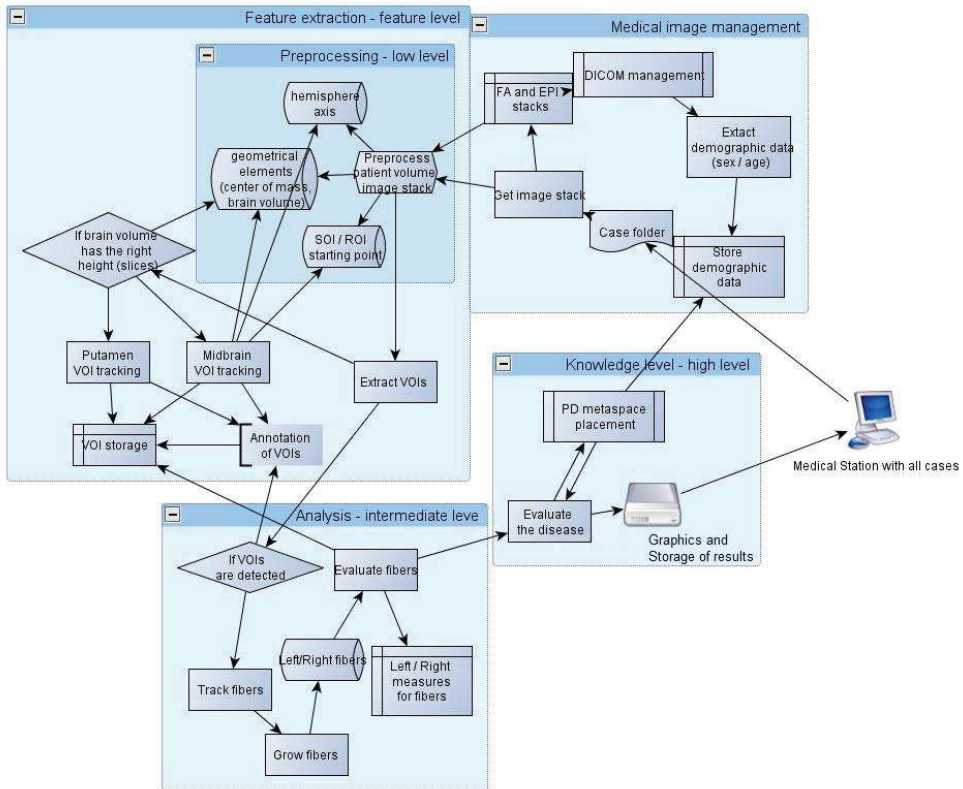 Feature extraction - feature level
Preprocessing - low level
hemisphere
axis
geometrical
elements
(center of mass,
brain volume)
Preprocess
patient volume
image stack
SOI / ROI
starting point
If brain volume
has the right
height (slices)
Putamen
VOI tracking
Midbrain
VOI tracking
Extract VOIs
VOI storage
Annotation
of VOIs
Medical image management
FA and EPI
stacks
DICOM management
Extact
demographic data
(sex / age)
Get image stack
Case folder
Store
demographic
data
Knowledge level - high level
PD metaspace
placement
Evaluate
the disease
Graphics and
Storage of results
Medical Station with all cases
Analysis - intermediate leve
If VOIs
are detected
Evaluate fibers
Left/Right fibers
Left / Right
measures
for fibers
Track fibers
Grow fibers